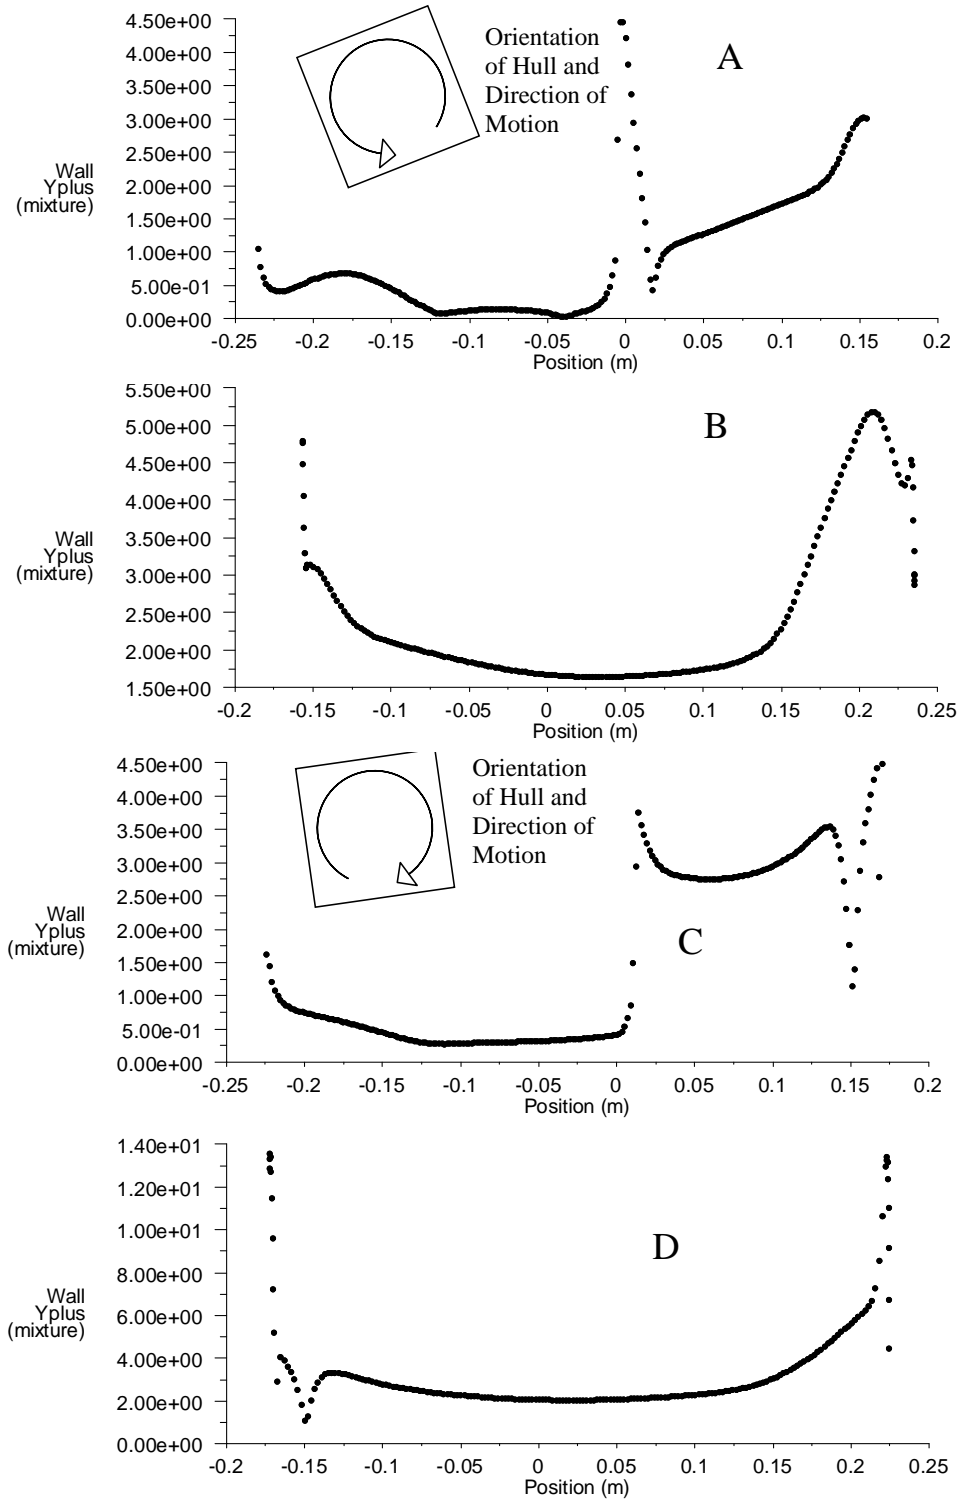 4.50e+00
4.00e+00
3.50e+00
3.00e+00
2.50e+00
2.00e+00
1.50e+00
1.00e+00
5.00e-01
0.00e+00
Wall
Yplus
(mixture)
Orientation
of Hull and
Direction of
Motion
A
-0.25 -0.2 -0.15 -0.1 -0.05 0 0.05 0.1 0.15 0.2
Position (m)
5.50e+00
5.00e+00
4.50e+00
4.00e+00
3.50e+00
3.00e+00
2.50e+00
2.00e+00
1.50e+00
Wall
Yplus
(mixture)
B
-0.2 -0.15 -0.1 -0.05 0 0.05 0.1 0.15 0.2 0.25
Position (m)
4.50e+00
4.00e+00
3.50e+00
3.00e+00
2.50e+00
2.00e+00
1.50e+00
1.00e+00
5.00e-01
0.00e+00
Wall
Yplus
(mixture)
Orientation
of Hull and
Direction of
Motion
C
-0.25 -0.2 -0.15 -0.1 -0.05 0 0.05 0.1 0.15 0.2
Position (m)
1.40e+01
1.20e+01
1.00e+01
8.00e+00
6.00e+00
4.00e+00
2.00e+00
0.00e+00
Wall
Yplus
(mixture)
D
-0.2 -0.15 -0.1 -0.05 0 0.05 0.1 0.15 0.2 0.25
Position (m)